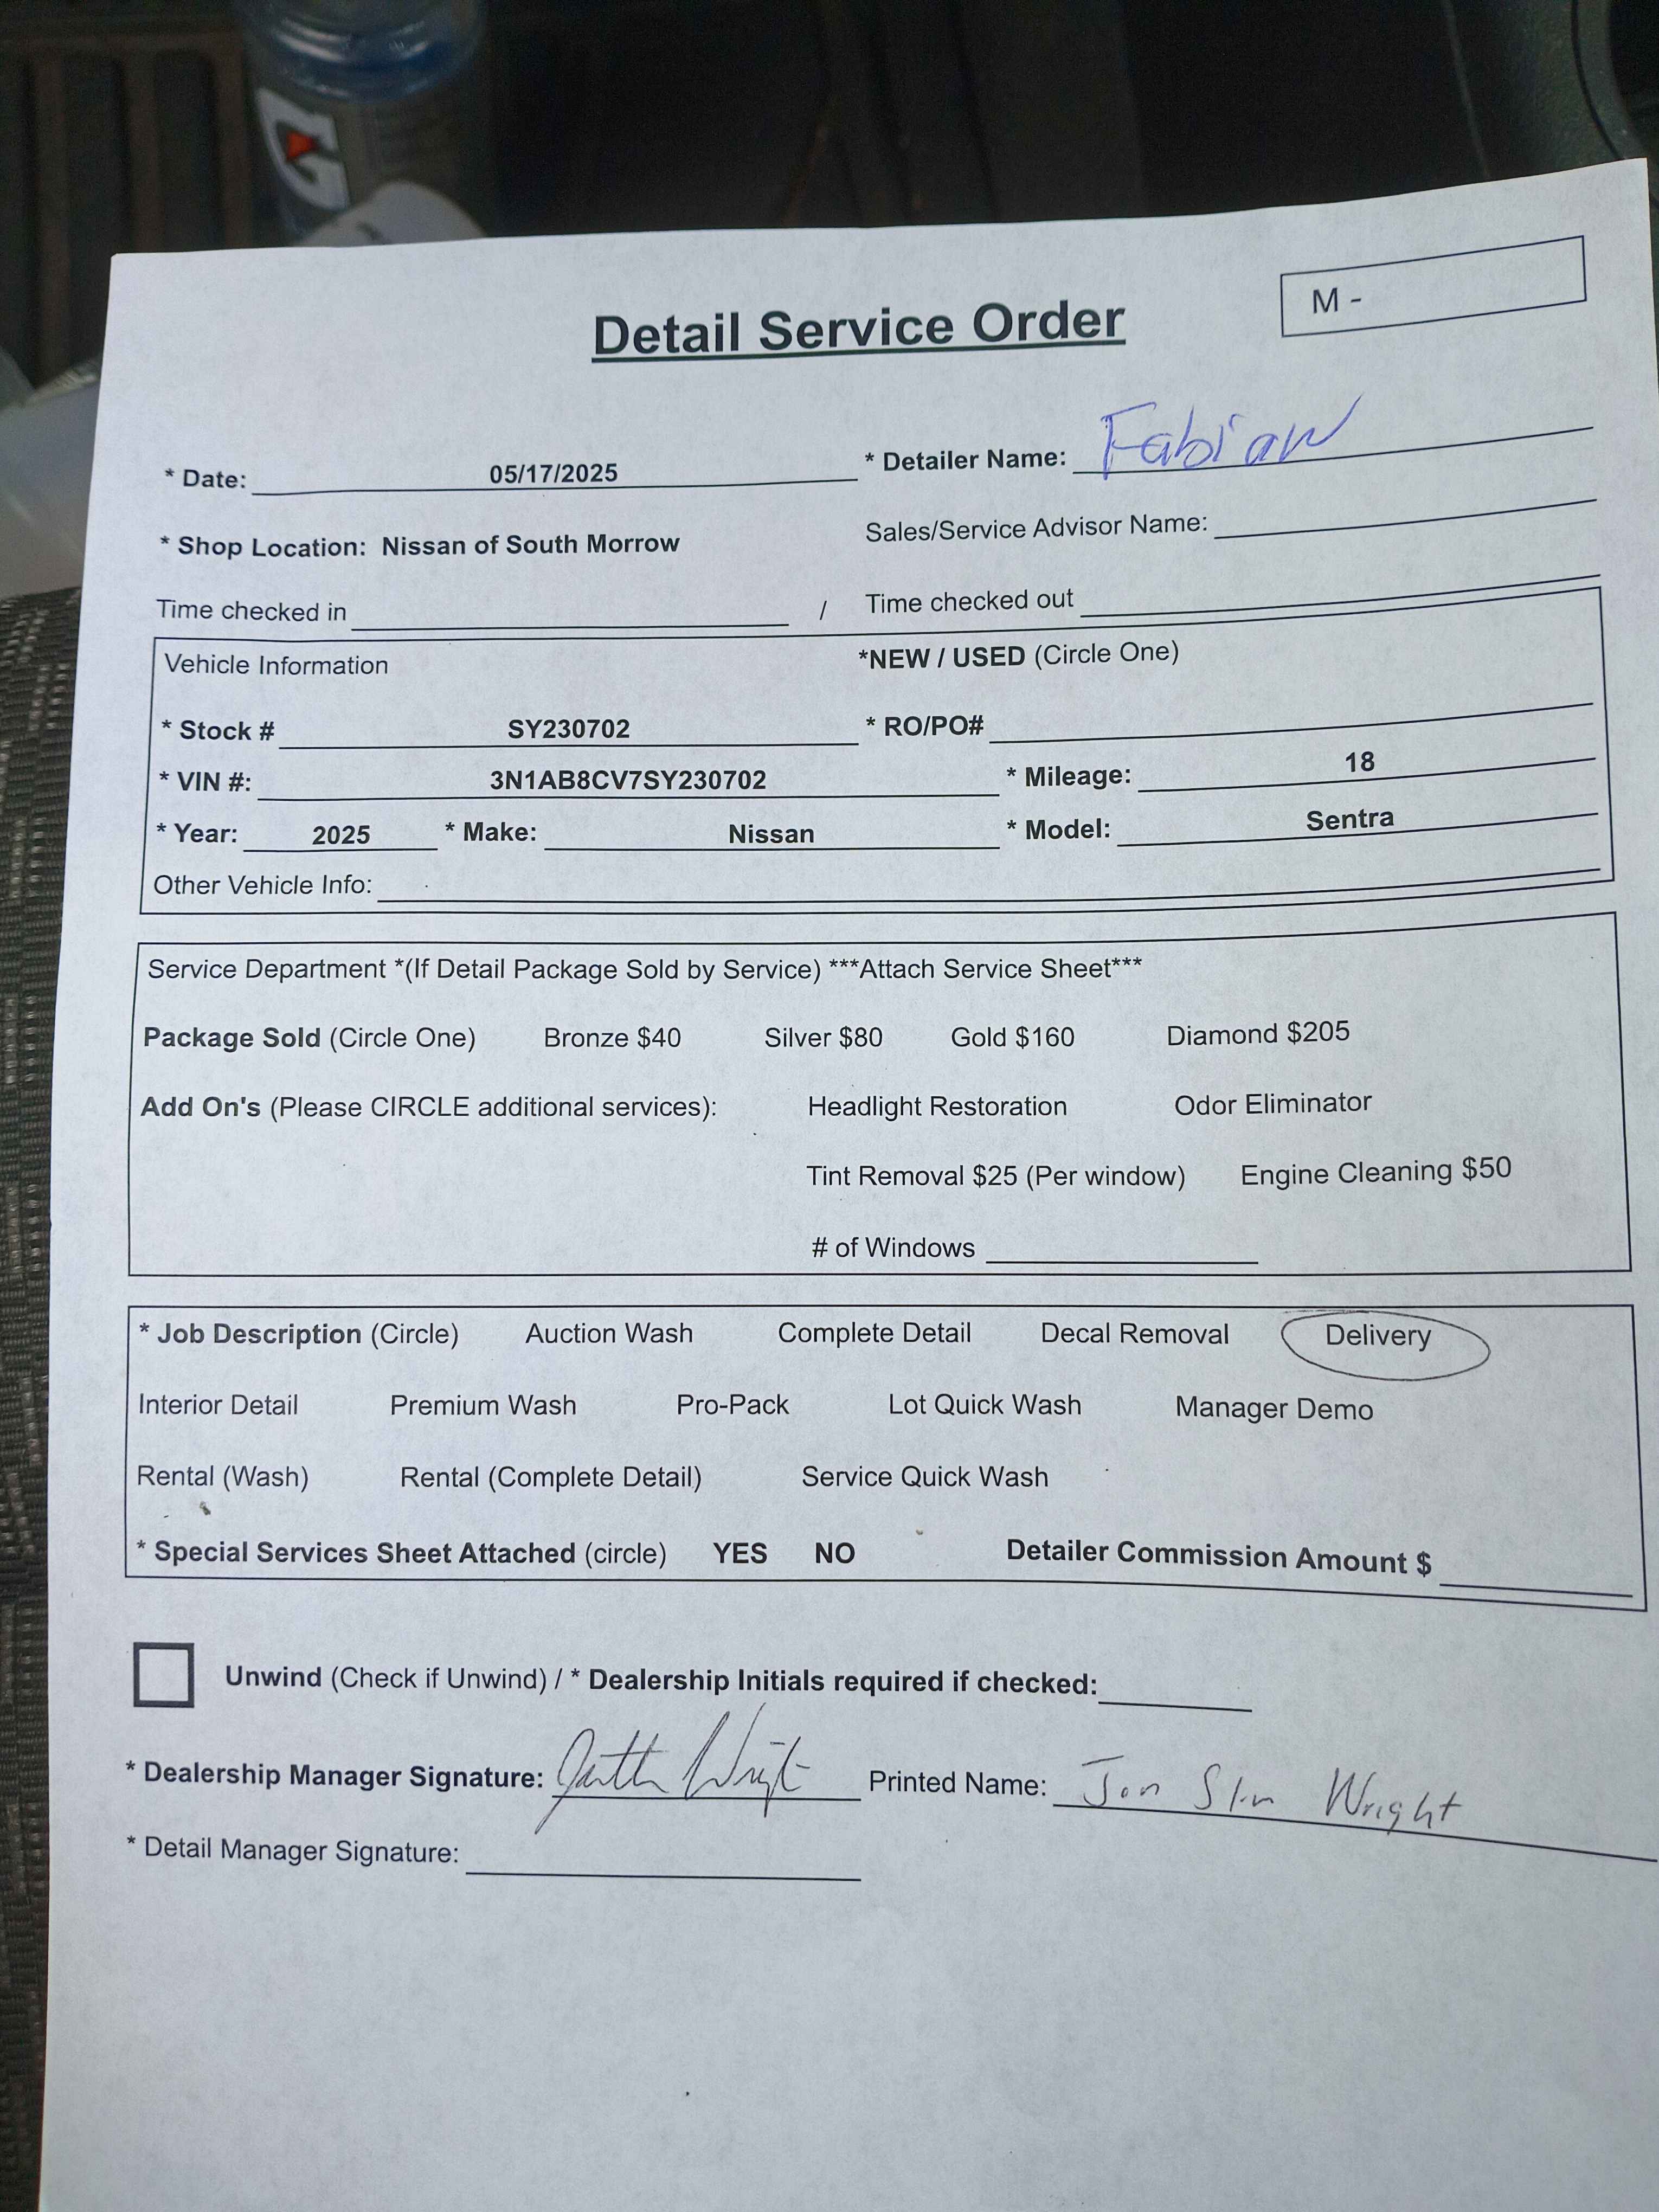 G
M -
Detail Service Order
* Date: 05/17/2025 * Detailer Name: Fabian
* Shop Location: Nissan of South Morrow Sales/Service Advisor Name:
Time checked in / Time checked out
Vehicle Information *NEW / USED (Circle One)
* Stock # SY230702 * RO/PO#
* VIN #: 3N1AB8CV7SY230702 * Mileage: 18
* Year: 2025 * Make: Nissan * Model: Sentra
Other Vehicle Info:
Service Department *(If Detail Package Sold by Service) ***Attach Service Sheet***
Package Sold (Circle One) Bronze $40 Silver $80 Gold $160 Diamond $205
Add On's (Please CIRCLE additional services): Headlight Restoration Odor Eliminator
Tint Removal $25 (Per window) Engine Cleaning $50
# of Windows
* Job Description (Circle) Auction Wash Complete Detail Decal Removal Delivery
Interior Detail Premium Wash Pro-Pack Lot Quick Wash Manager Demo
Rental (Wash) Rental (Complete Detail) Service Quick Wash
* Special Services Sheet Attached (circle) YES NO Detailer Commission Amount $
Unwind (Check if Unwind) / * Dealership Initials required if checked:
* Dealership Manager Signature: Wright Printed Name: Jon Wright
* Detail Manager Signature: